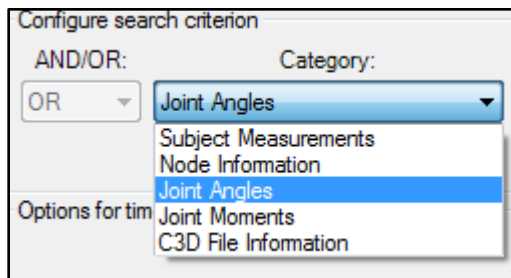 Configure search criterion
AND/OR: Category:
OR Joint Angles
Subject Measurements
Node Information
Joint Angles
Options for tim Joint Moments
C3D File Information